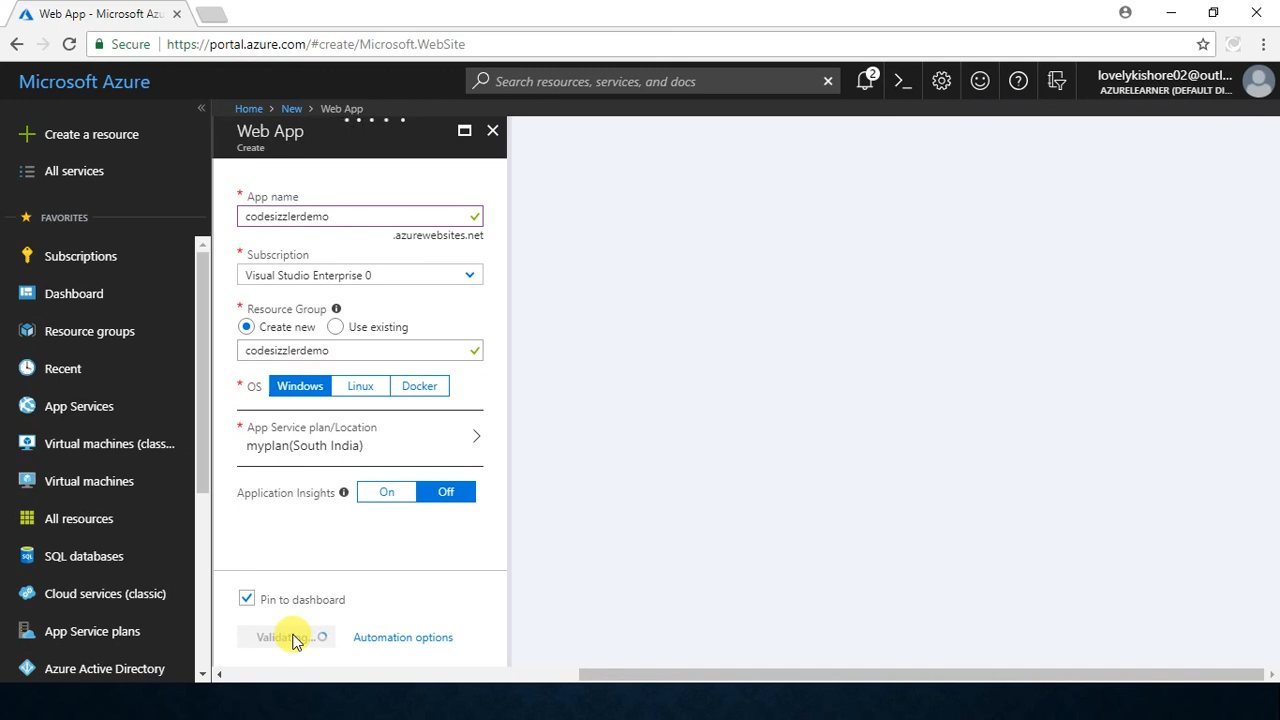 Web App - Microsoft Azu
Secure https://portal.azure.com/#create/Microsoft.WebSite
Microsoft Azure
Search resources, services, and docs
2
lovelykishore02@outl...
AZURELEARNER (DEFAULT DI...
Home > New > Web App
Create a resource
All services
FAVORITES
Subscriptions
Dashboard
Resource groups
Recent
App Services
Virtual machines (class...
Virtual machines
All resources
SQL databases
Cloud services (classic)
App Service plans
Azure Active Directory
Web App
Create
* App name
codesizzlerdemo
.azurewebsites.net
* Subscription
Visual Studio Enterprise 0
* Resource Group
Create new Use existing
codesizzlerdemo
* OS Windows Linux Docker
* App Service plan/Location
myplan(South India)
Application Insights On Off
Pin to dashboard
Validating... Automation options